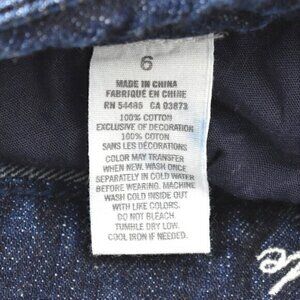 6
MADE IN CHINA
FABRIQUÉ EN CHINE
RN 54485 CA 03873
100% COTTON
EXCLUSIVE OF DECORATION
100% COTON
SANS LES DÉCORATIONS
COLOR MAY TRANSFER
WHEN NEW. WASH ONCE
SEPARATELY IN COLD WATER
BEFORE WEARING. MACHINE
WASH COLD INSIDE OUT
WITH LIKE COLORS.
DO NOT BLEACH
TUMBLE DRY LOW.
COOL IRON IF NEEDED.